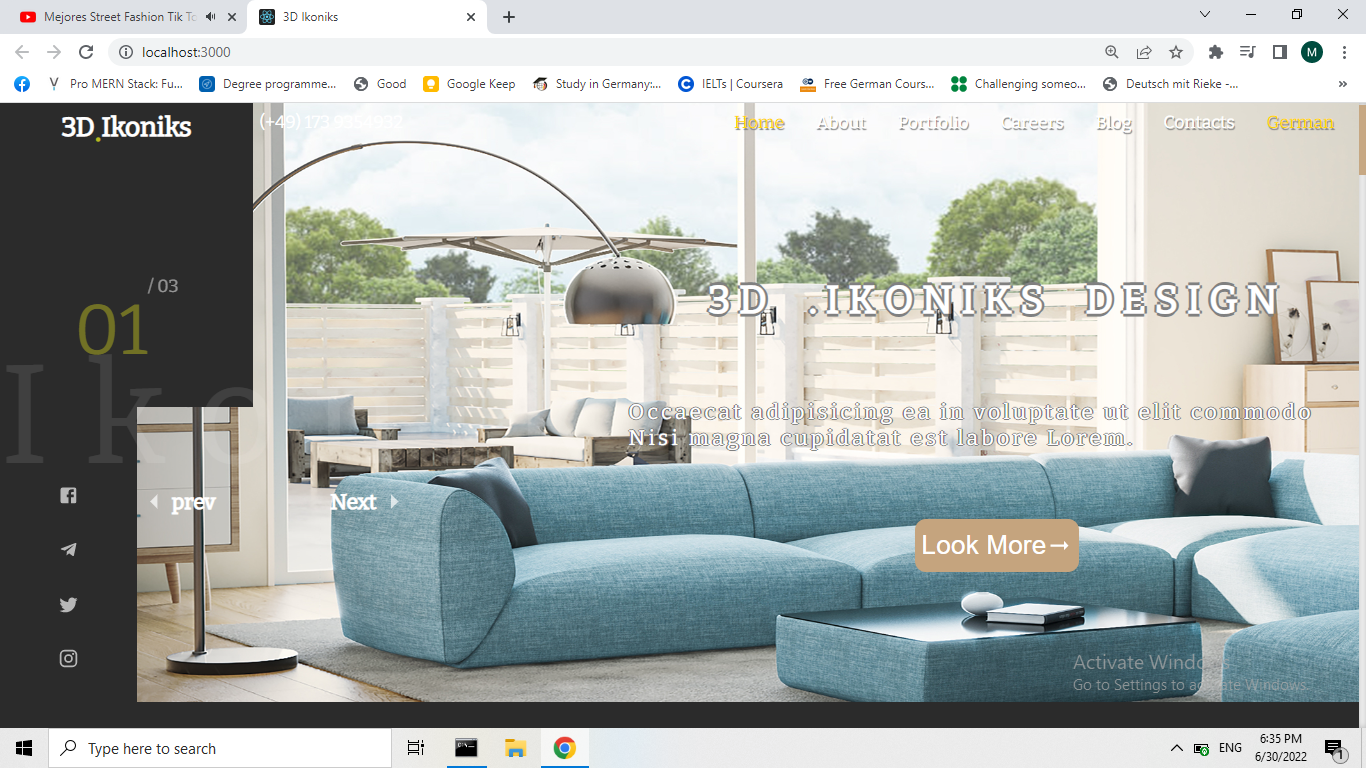 Mejores Street Fashion Tik To
3D Ikoniks
localhost:3000
M
Pro MERN Stack: Fu...
Degree programme...
Good
Google Keep
Study in Germany:...
IELTs | Coursera
Free German Cours...
Challenging someo...
Deutsch mit Rieke -...
»
3D.Ikoniks
(+49) 173 9954932
Home
About
Portfolio
Careers
Blog
Contacts
German
/ 03
01
Iko
3D .IKONIKS DESIGN
Occaecat adipisicing ea in voluptate ut elit commodo
Nisi magna cupidatat est labore Lorem.
prev
Next
Look More→
Activate Windows
Go to Settings to activate Windows.
Type here to search
ENG
6:35 PM
6/30/2022
1